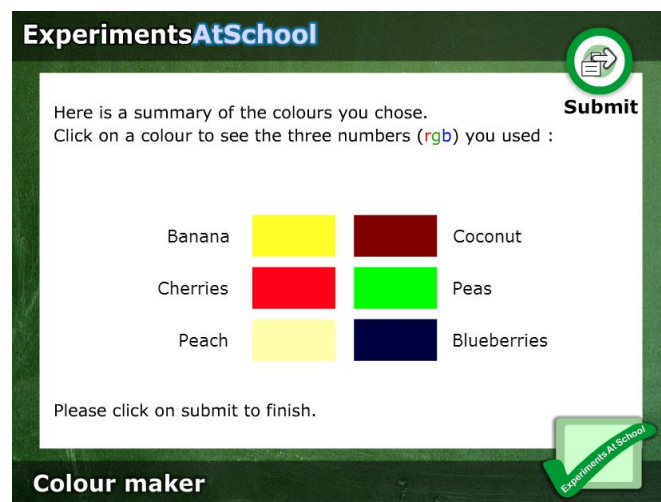 ExperimentsAtSchool
Submit
Here is a summary of the colours you chose.
Click on a colour to see the three numbers (rgb) you used :
Banana
Coconut
Cherries
Peas
Peach
Blueberries
Please click on submit to finish.
Experiments At School
Colour maker